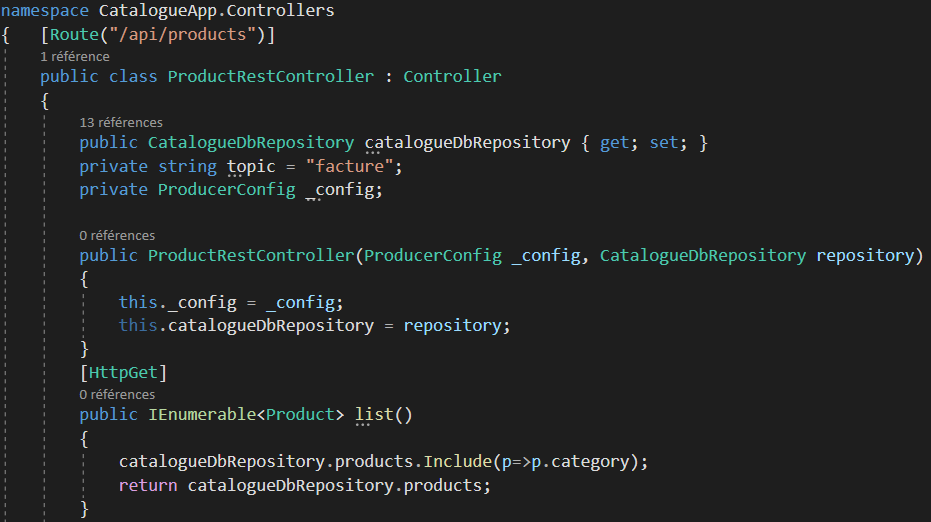 namespace CatalogueApp.Controllers
{   [Route("/api/products")]
1 référence
public class ProductRestController : Controller
{
13 références
public CatalogueDbRepository catalogueDbRepository { get; set; }
private string topic = "facture";
private ProducerConfig _config;
0 références
public ProductRestController(ProducerConfig _config, CatalogueDbRepository repository)
{
this._config = _config;
this.catalogueDbRepository = repository;
}
[HttpGet]
0 références
public IEnumerable<Product> list()
{
catalogueDbRepository.products.Include(p=>p.category);
return catalogueDbRepository.products;
}